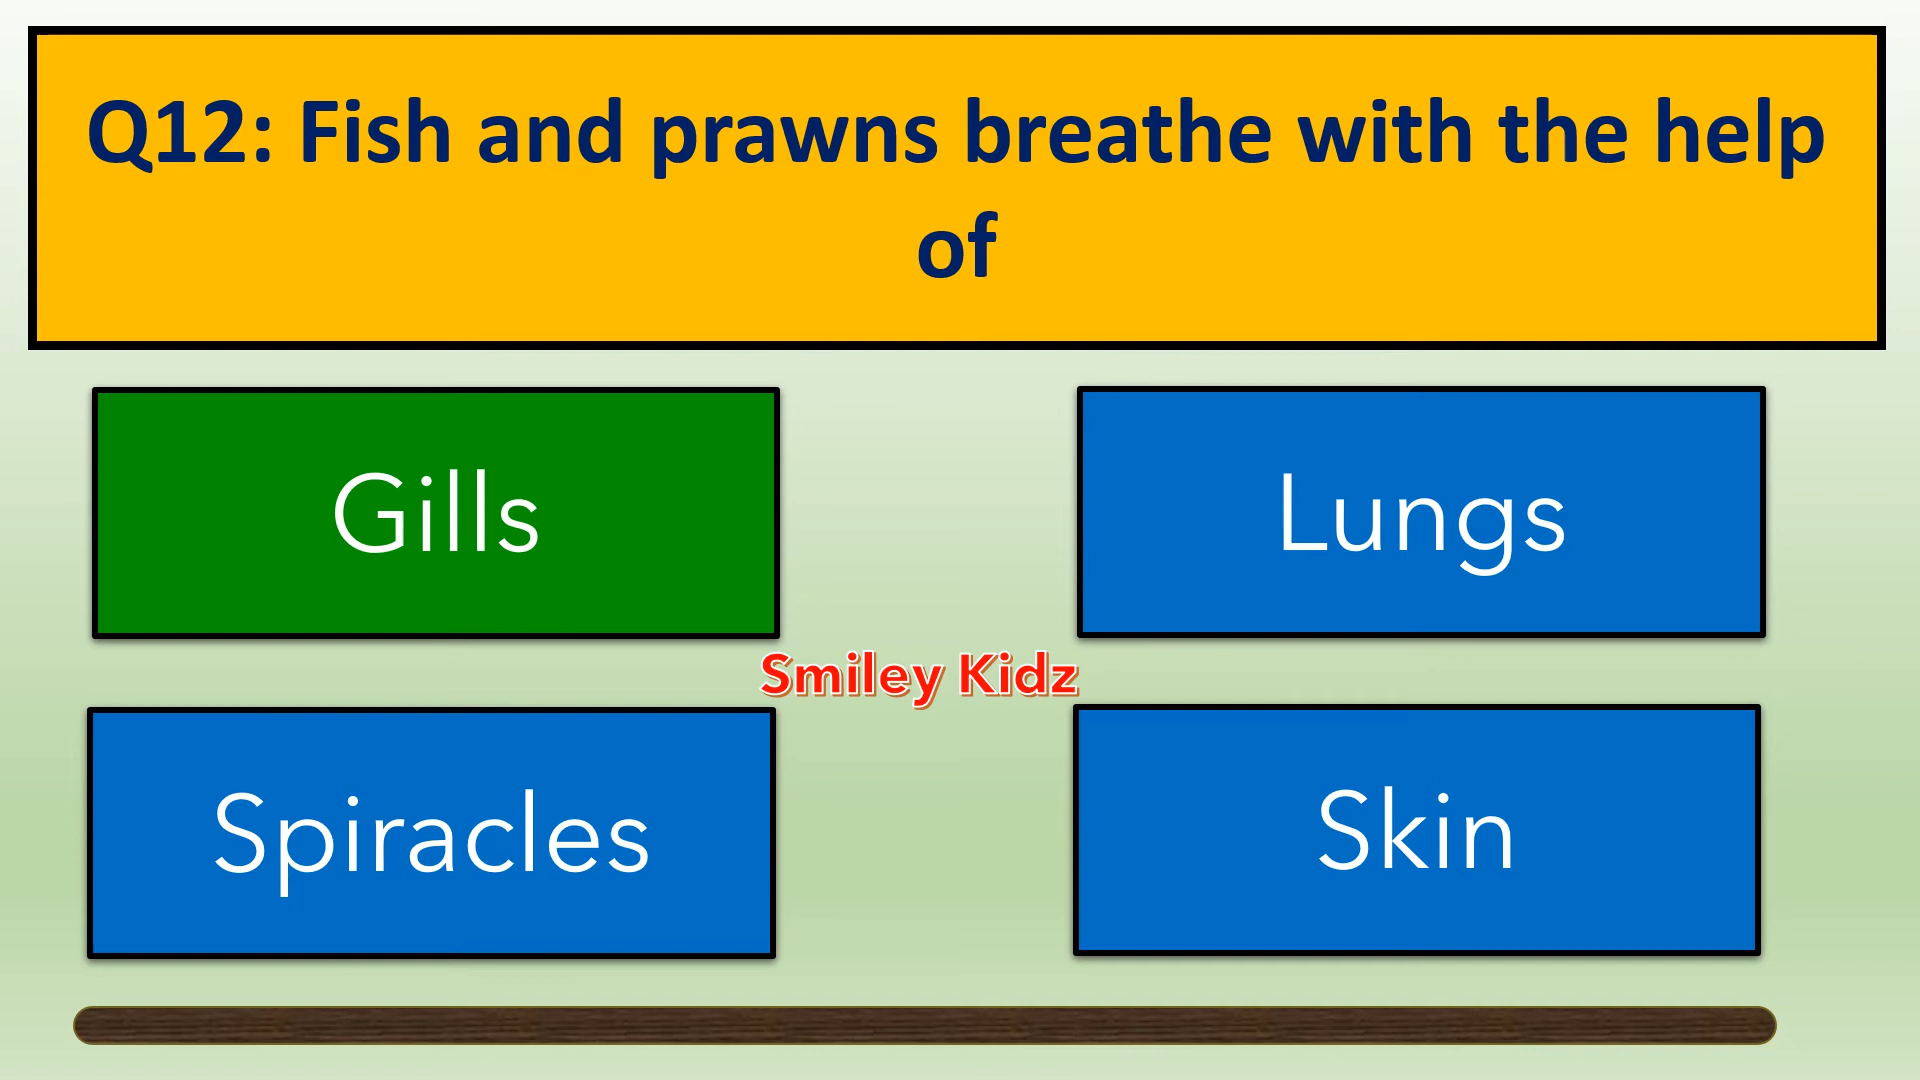 Q12: Fish and prawns breathe with the help
of
Gills
Lungs
Smiley Kidz
Spiracles
Skin